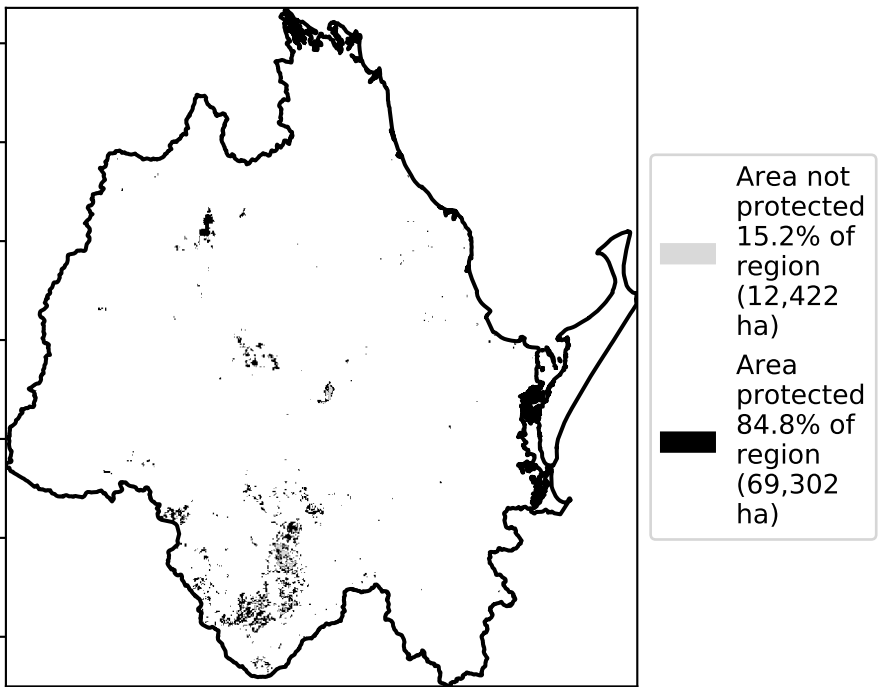 Area not
protected
15.2% of
region
(12,422
ha)
Area
protected
84.8% of
region
(69,302
ha)